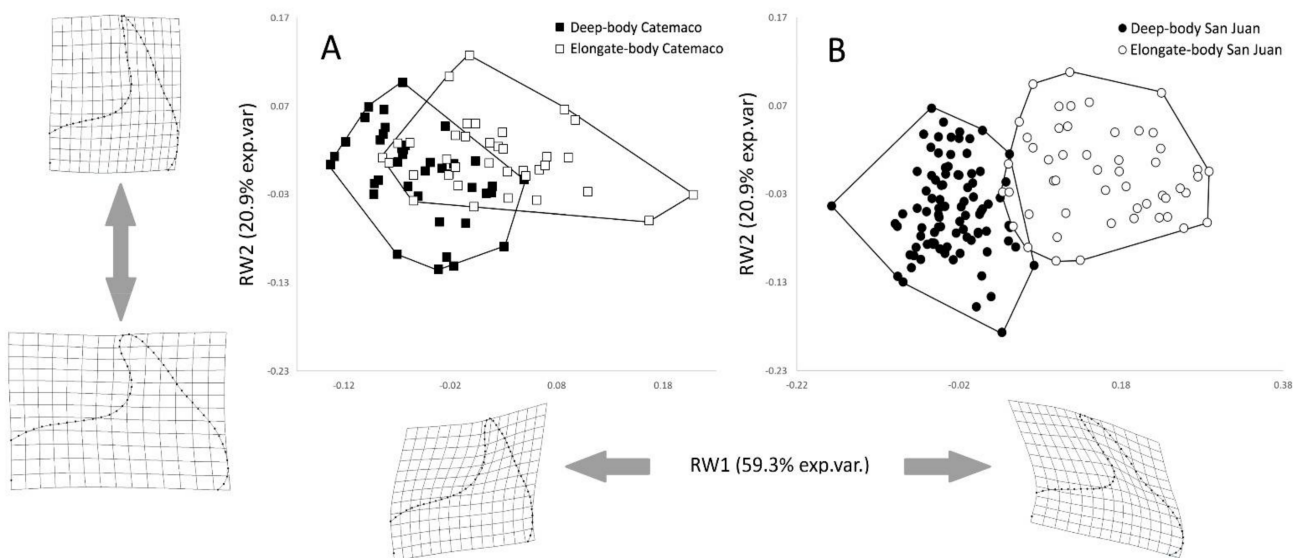 A
Deep-body Catemaco
Elongate-body Catemaco
RW2 (20.9% exp.var)
0.17
0.07
-0.03
-0.13
-0.23
-0.12
-0.02
0.08
0.18
B
Deep-body San Juan
Elongate-body San Juan
RW2 (20.9% exp.var)
0.17
0.07
-0.03
-0.13
-0.23
-0.22
-0.02
0.18
0.38
RW1 (59.3% exp.var.)